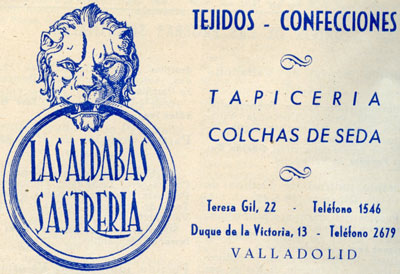 LAS ALDABAS
SASTRERIA
TEJIDOS - CONFECCIONES
TAPICERIA
COLCHAS DE SEDA
Teresa Gil, 22 - Teléfono 1546
Duque de la Victoria, 13 - Teléfono 2679
VALLADOLID